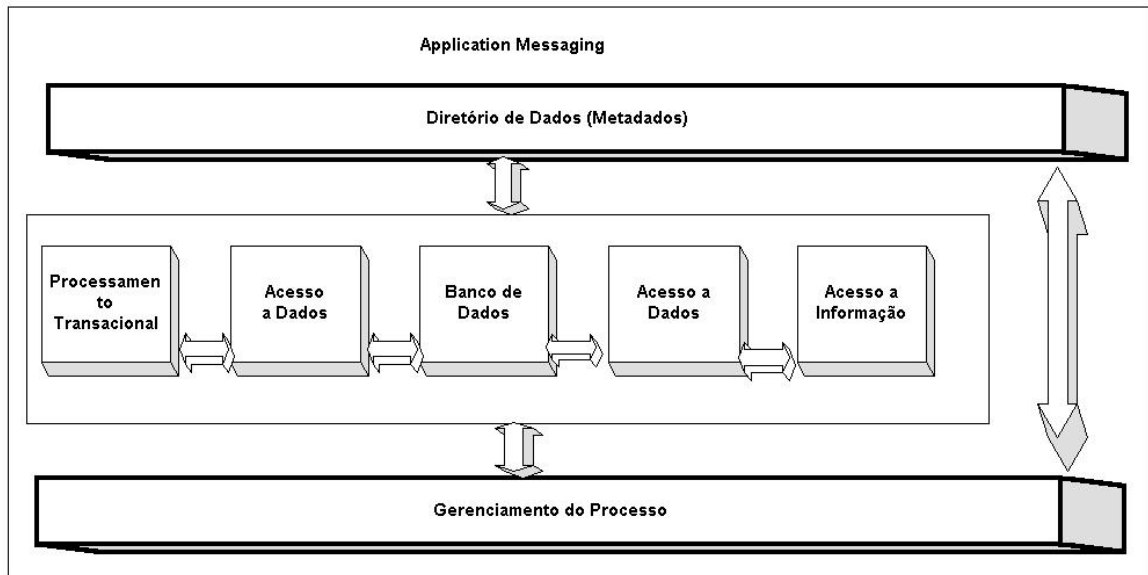 Application Messaging
Diretório de Dados (Metadados)
Processamen
to
Transacional
Acesso
a Dados
Banco de
Dados
Acesso a
Dados
Acesso a
Informação
Gerenciamento do Processo